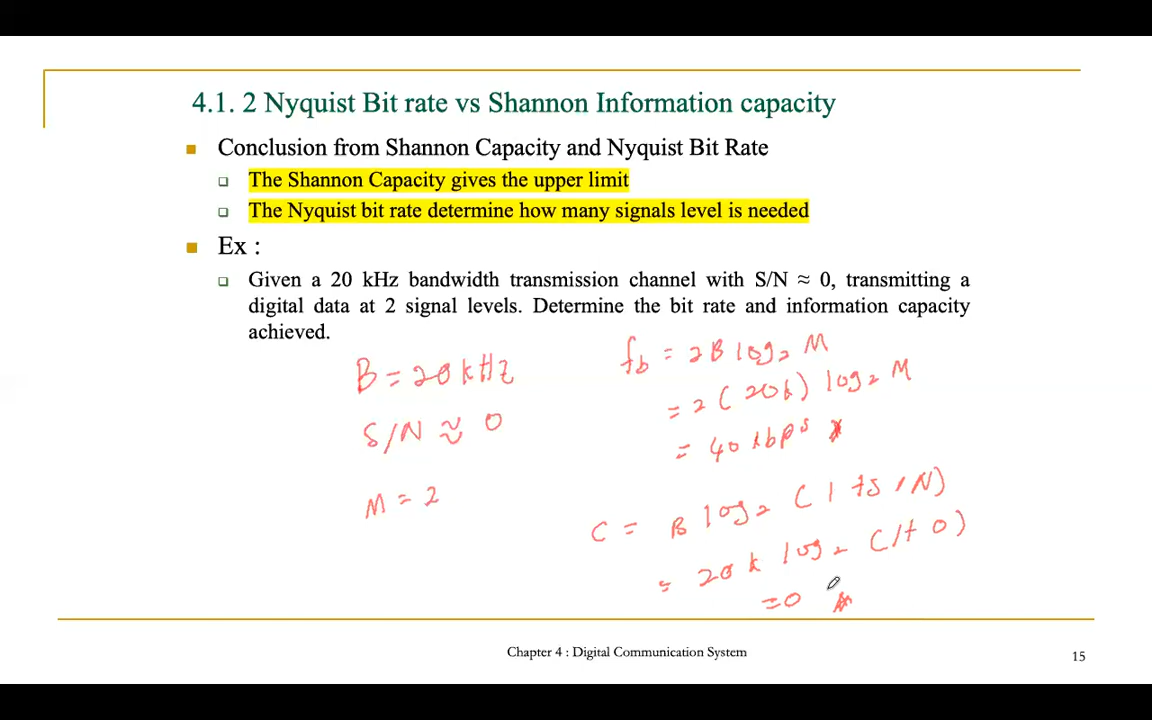 4.1. 2 Nyquist Bit rate vs Shannon Information capacity
Conclusion from Shannon Capacity and Nyquist Bit Rate
The Shannon Capacity gives the upper limit
The Nyquist bit rate determine how many signals level is needed
Ex :
Given a 20 kHz bandwidth transmission channel with S/N ≈ 0, transmitting a
digital data at 2 signal levels. Determine the bit rate and information capacity
achieved.
B = 20 kHz
S/N ≈ 0
M = 2
fb = 2 B log2 M
= 2 ( 20k ) log2 M
= 40 kbps
C = B log2 ( 1 + S / N )
= 20 k log2 ( 1 + 0 )
= 0
Chapter 4 : Digital Communication System
15